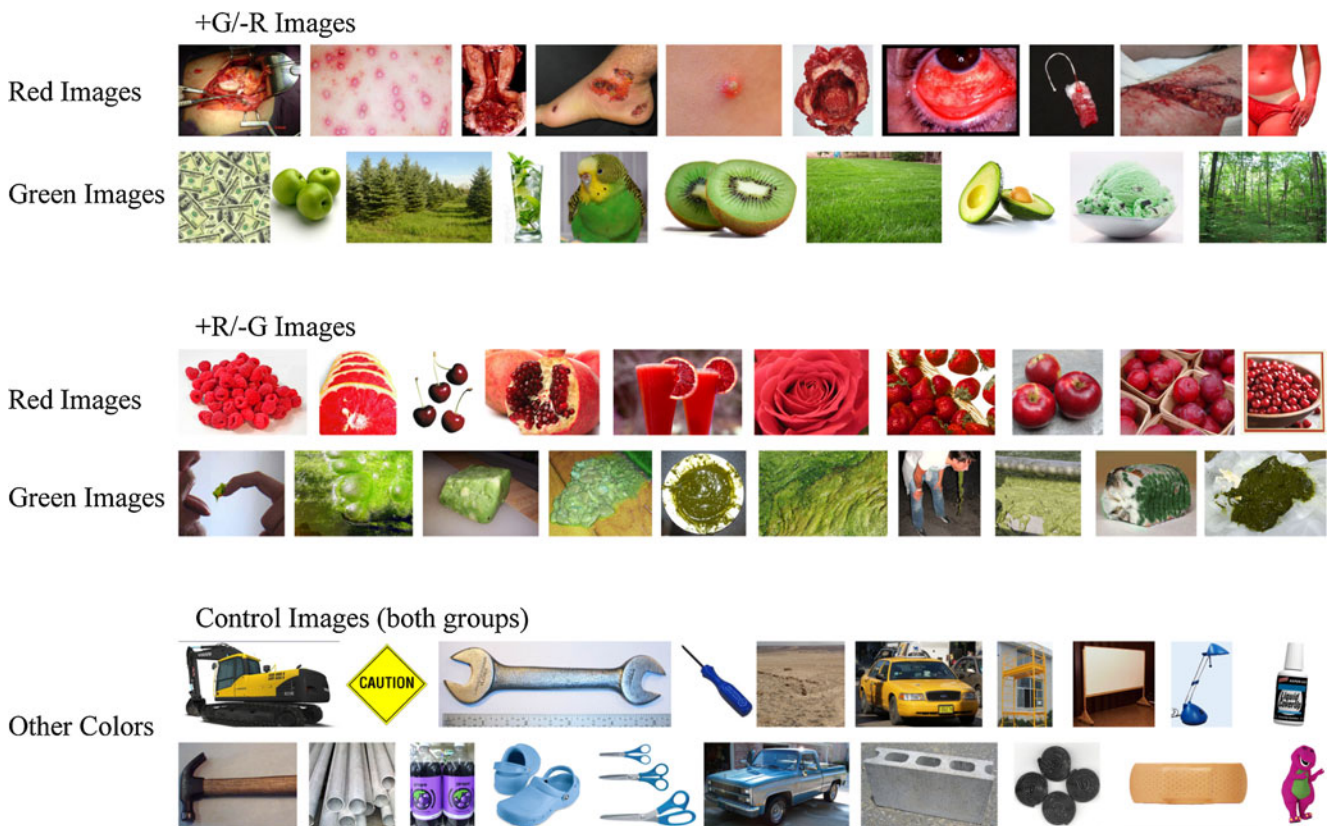 +G/-R Images
Red Images
Green Images
+R/-G Images
Red Images
Green Images
Control Images (both groups)
CAUTION
Other Colors